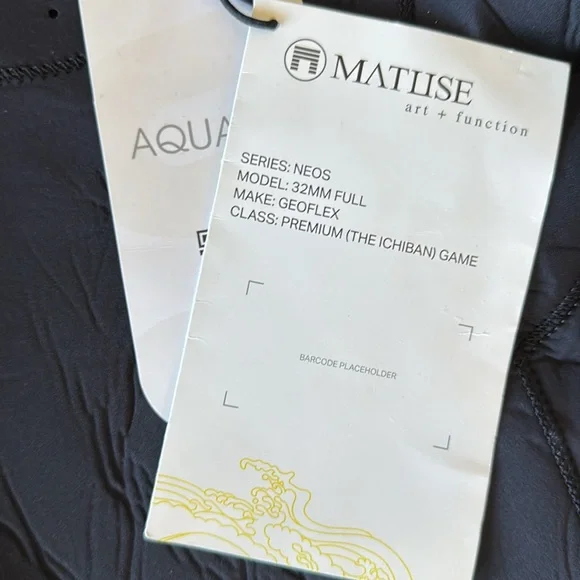 MATUSE
art + function
AQUA
SERIES: NEOS
MODEL: 32MM FULL
MAKE: GEOFLEX
CLASS: PREMIUM (THE ICHIBAN) GAME
BARCODE PLACEHOLDER